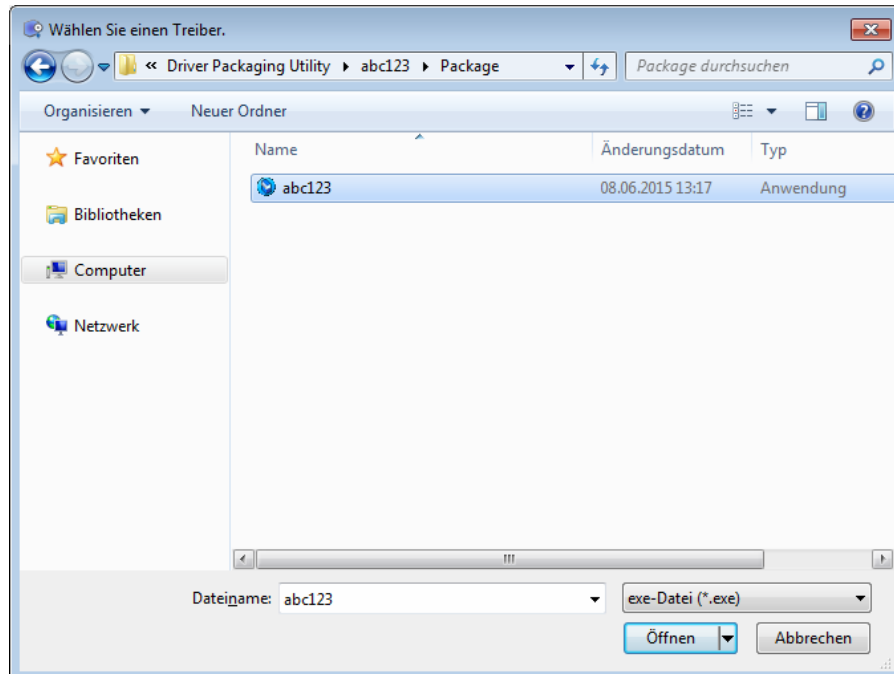 Wählen Sie einen Treiber.
« Driver Packaging Utility ▸ abc123 ▸ Package
Package durchsuchen
Organisieren Neuer Ordner
Name Änderungsdatum Typ
Favoriten
abc123 08.06.2015 13:17 Anwendung
Bibliotheken
Computer
Netzwerk
Dateiname: abc123 exe-Datei (*.exe)
Öffnen Abbrechen